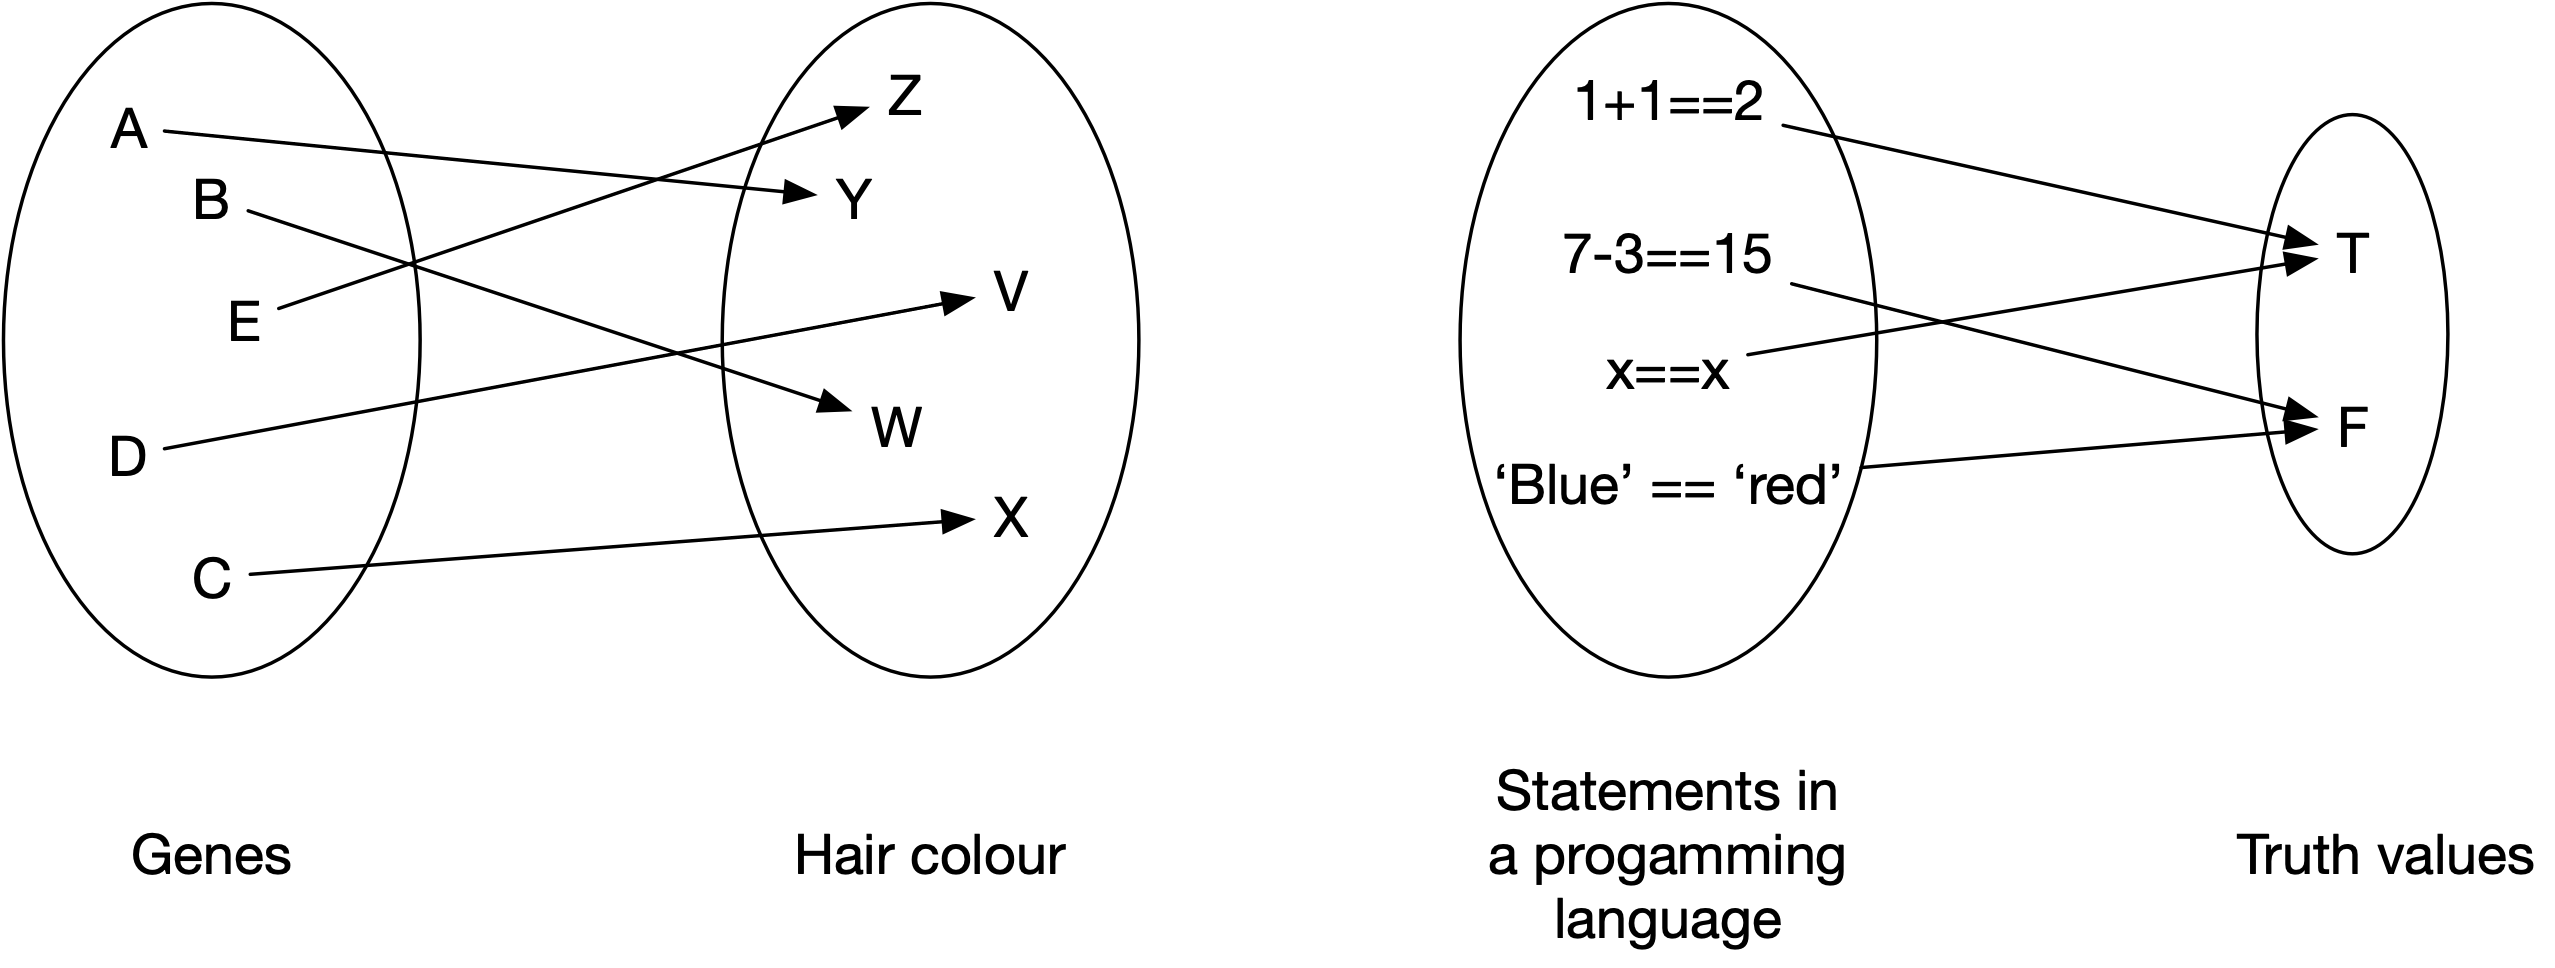 A
B
E
D
C
Z
Y
V
W
X
Genes
Hair colour
1+1==2
7-3==15
x==x
‘Blue’ == ‘red’
T
F
Statements in
a progamming
language
Truth values